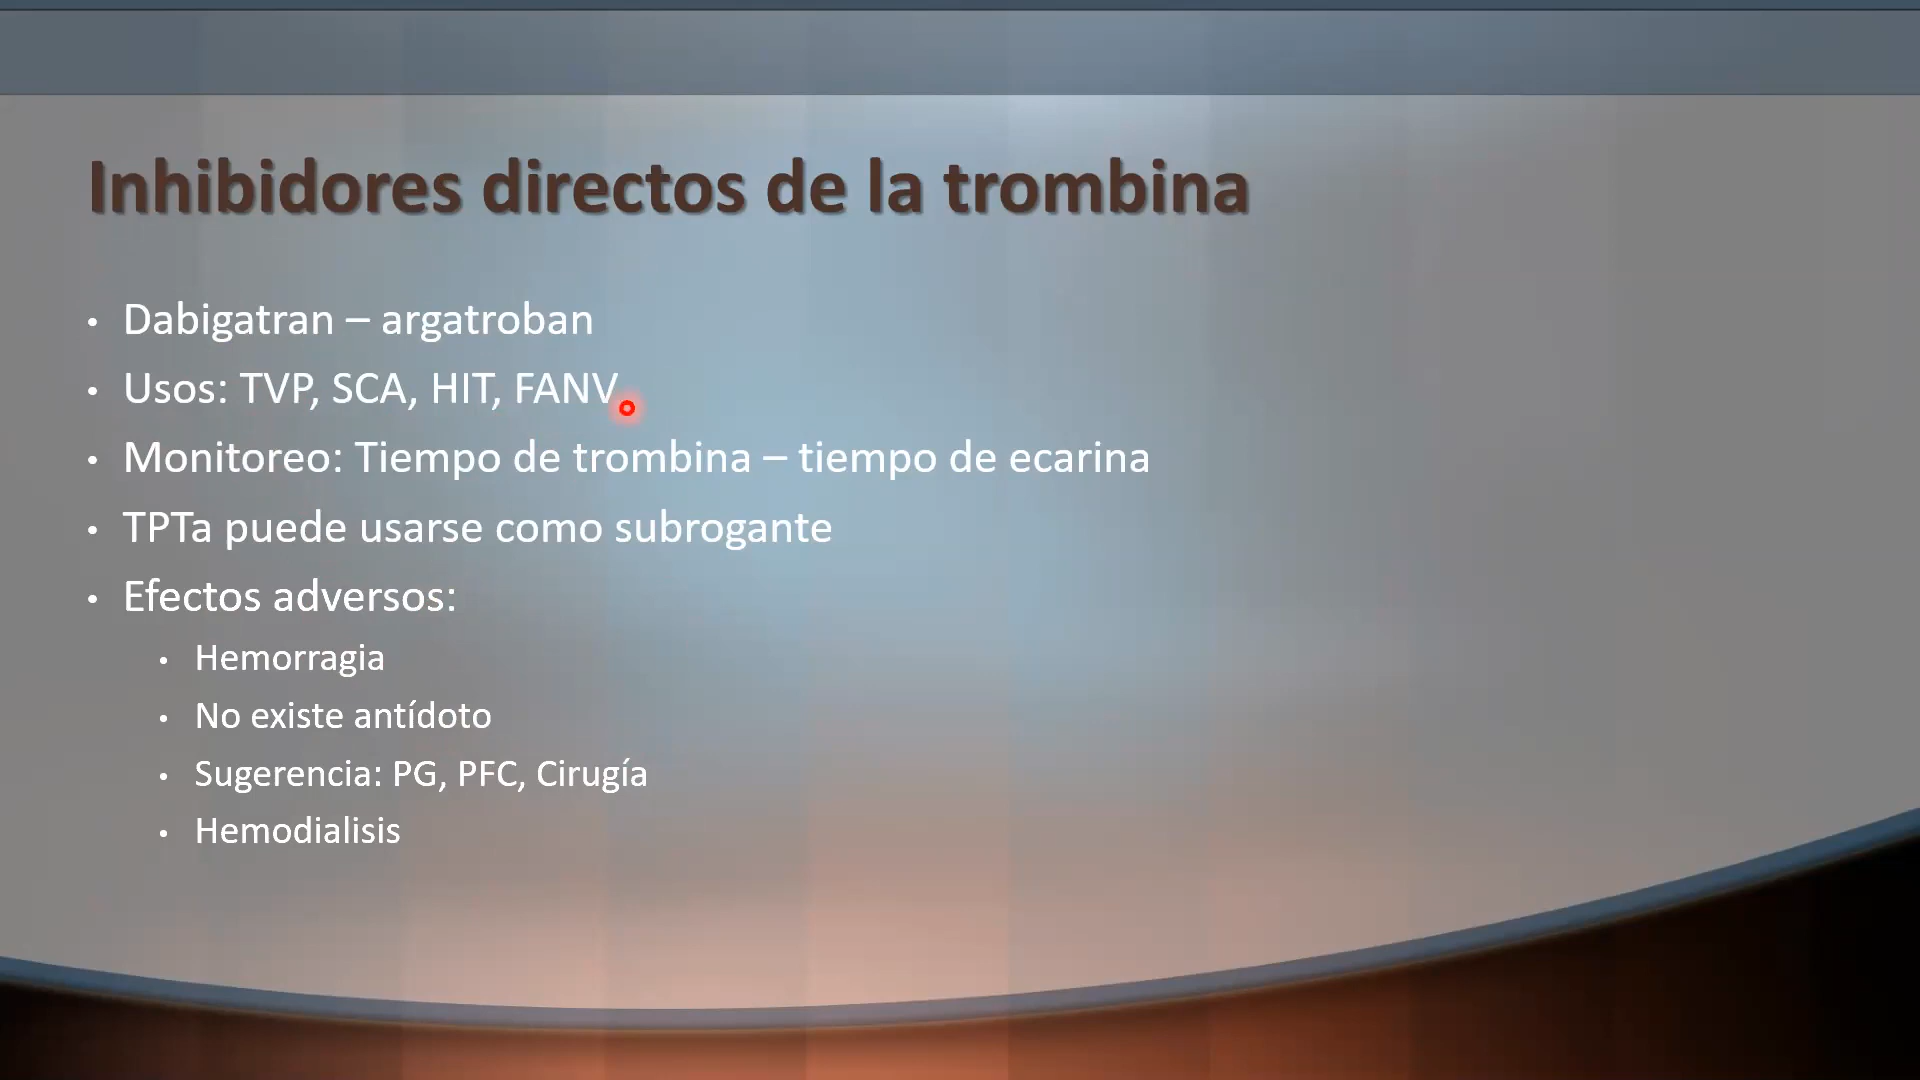 Inhibidores directos de la trombina
• Dabigatran – argatroban
• Usos: TVP, SCA, HIT, FANV
• Monitoreo: Tiempo de trombina – tiempo de ecarina
• TPTa puede usarse como subrogante
• Efectos adversos:
• Hemorragia
• No existe antídoto
• Sugerencia: PG, PFC, Cirugía
• Hemodialisis